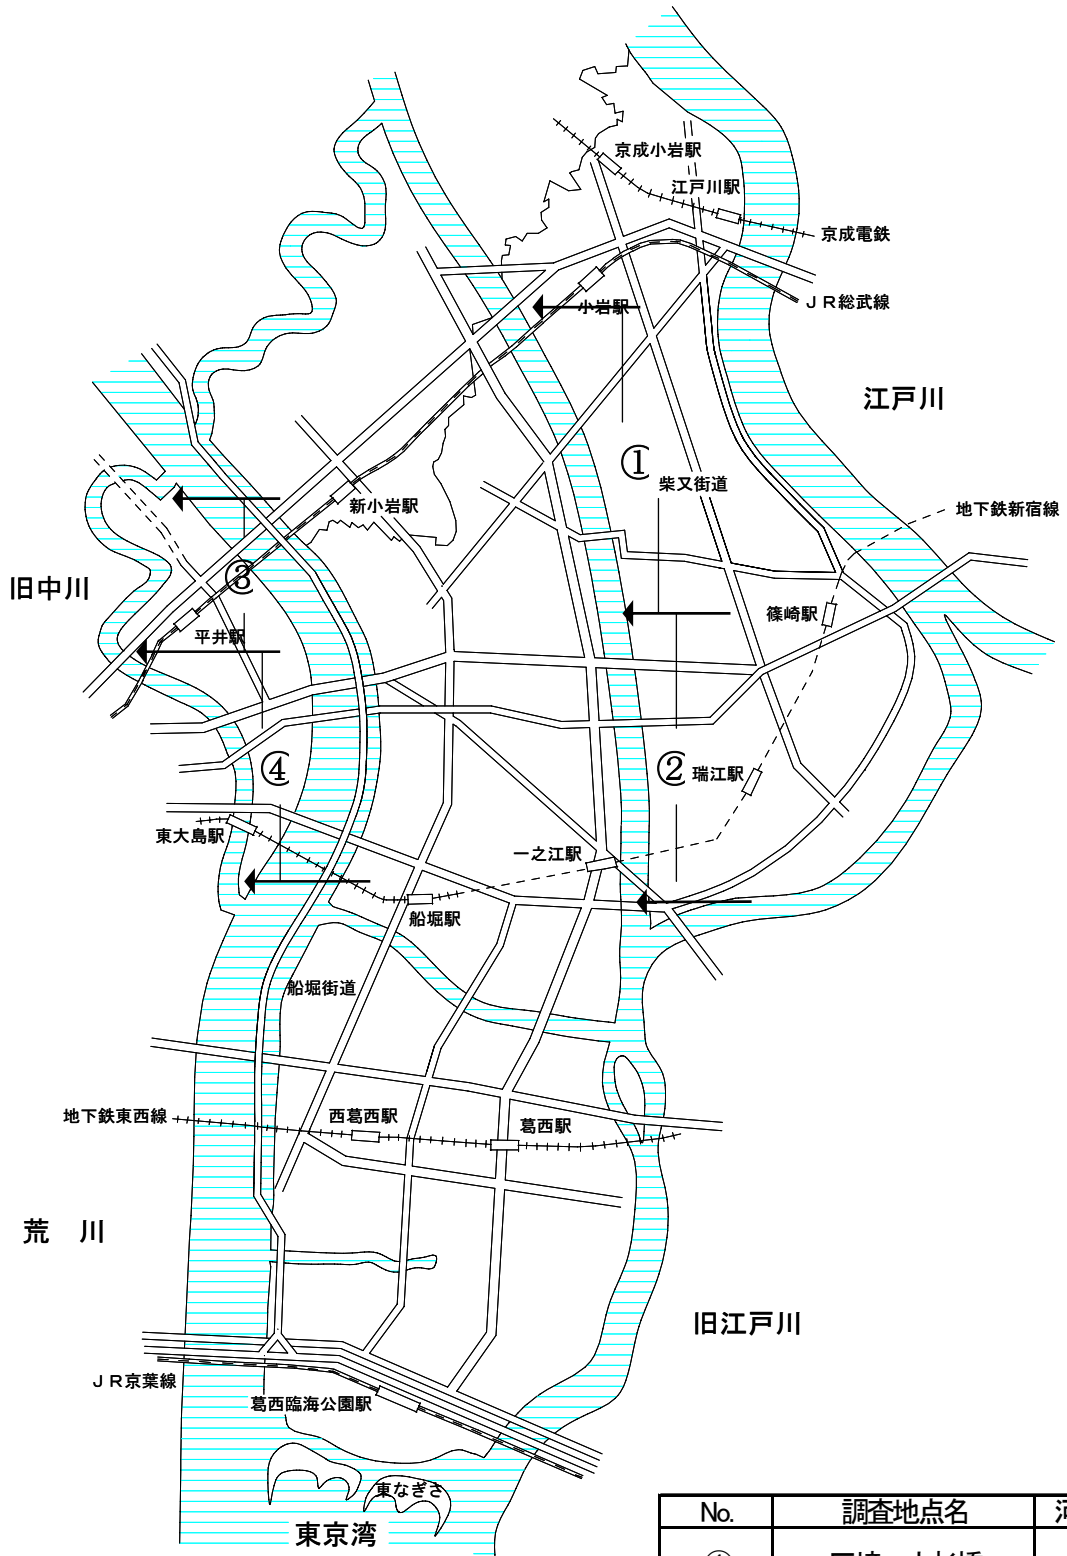 京成小岩駅
江戸川駅
京成電鉄
ＪＲ総武線
小岩駅
江戸川
①
柴又街道
新小岩駅
地下鉄新宿線
③
旧中川
篠崎駅
平井駅
④
②
瑞江駅
東大島駅
一之江駅
船堀駅
船堀街道
地下鉄東西線
西葛西駅
葛西駅
荒　川
旧江戸川
ＪＲ京葉線
葛西臨海公園駅
東なぎさ
東京湾
No.
調査地点名